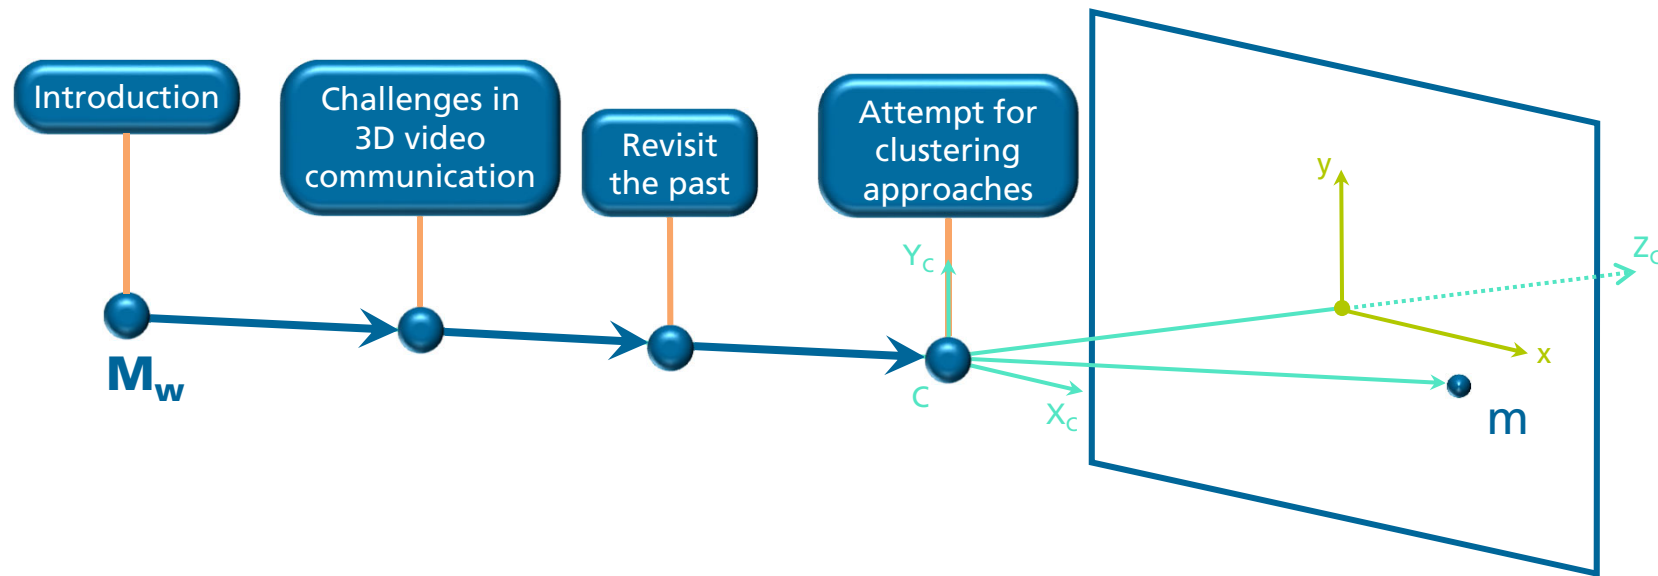 Introduction
Challenges in
3D video
communication
Revisit
the past
Attempt for
clustering
approaches
Mw
YC
C
XC
y
x
ZC
m